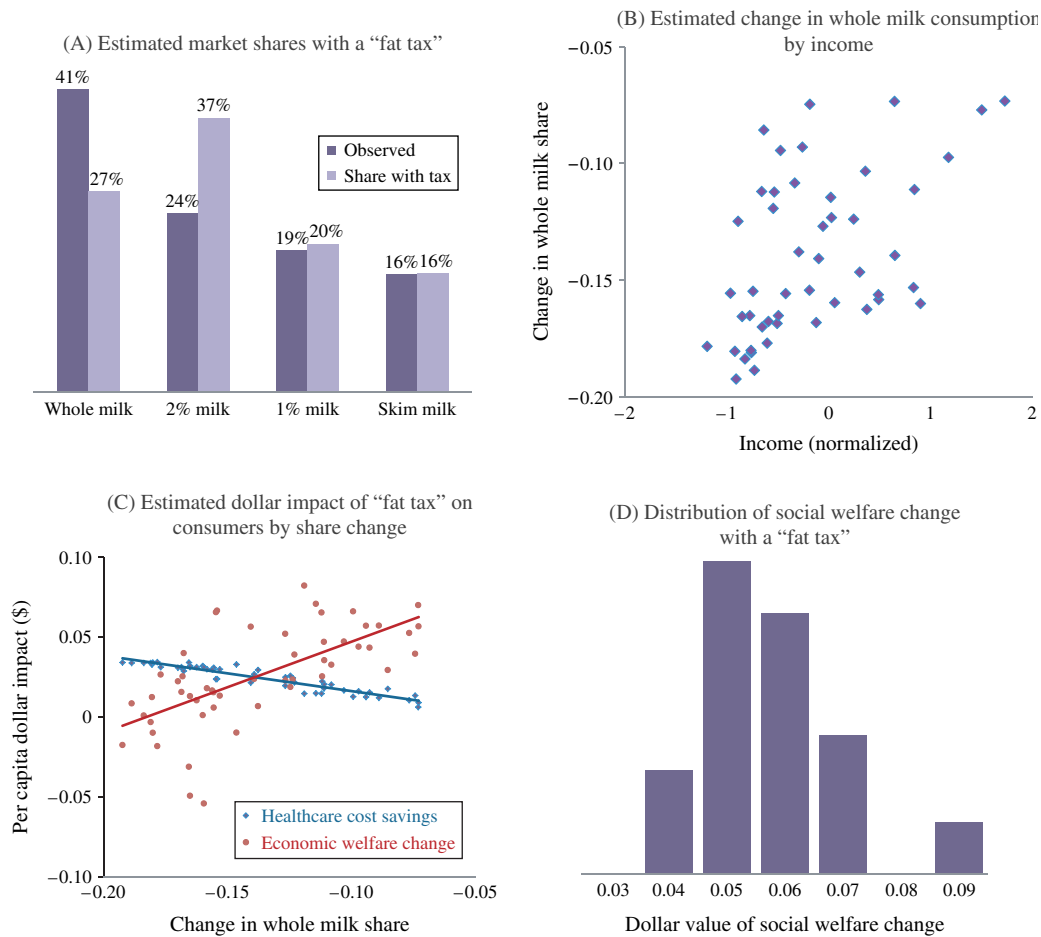 (A) Estimated market shares with a “fat tax”
41%
27%
24%
37%
19%
20%
16%
16%
Observed
Share with tax
Whole milk
2% milk
1% milk
Skim milk
(B) Estimated change in whole milk consumption
by income
Change in whole milk share
−0.05
−0.10
−0.15
−0.20
−2
−1
0
1
2
Income (normalized)
(C) Estimated dollar impact of “fat tax” on
consumers by share change
Per capita dollar impact ($)
0.10
0.05
0
−0.05
−0.10
Healthcare cost savings
Economic welfare change
−0.20
−0.15
−0.10
−0.05
Change in whole milk share
(D) Distribution of social welfare change
with a “fat tax”
0.03
0.04
0.05
0.06
0.07
0.08
0.09
Dollar value of social welfare change